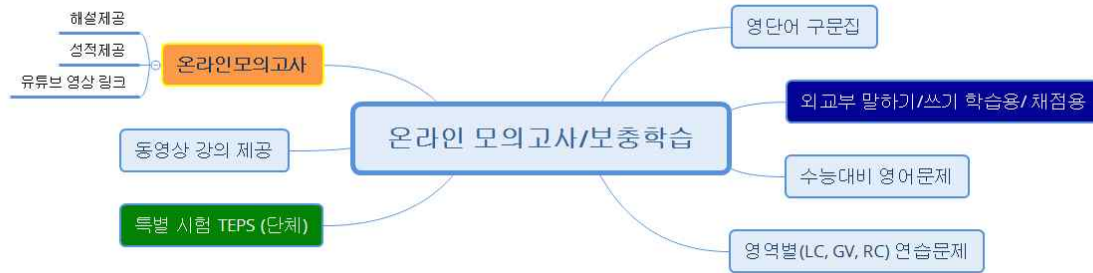 해설제공
성적제공
유튜브 영상 링크
온라인모의고사
동영상 강의 제공
특별 시험 TEPS (단체)
온라인 모의고사/보충학습
영단어 구문집
외교부 말하기/쓰기 학습용/ 채점용
수능대비 영어문제
영역별(LC, GV, RC) 연습문제